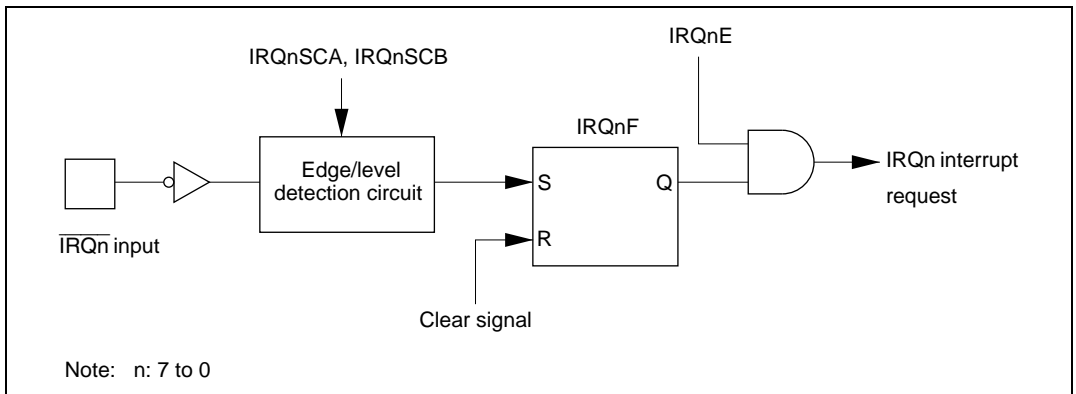 IRQnE
IRQnSCA, IRQnSCB
IRQnF
Edge/level
detection circuit
S
Q
IRQn interrupt
request
R
IRQn input
Clear signal
Note: n: 7 to 0